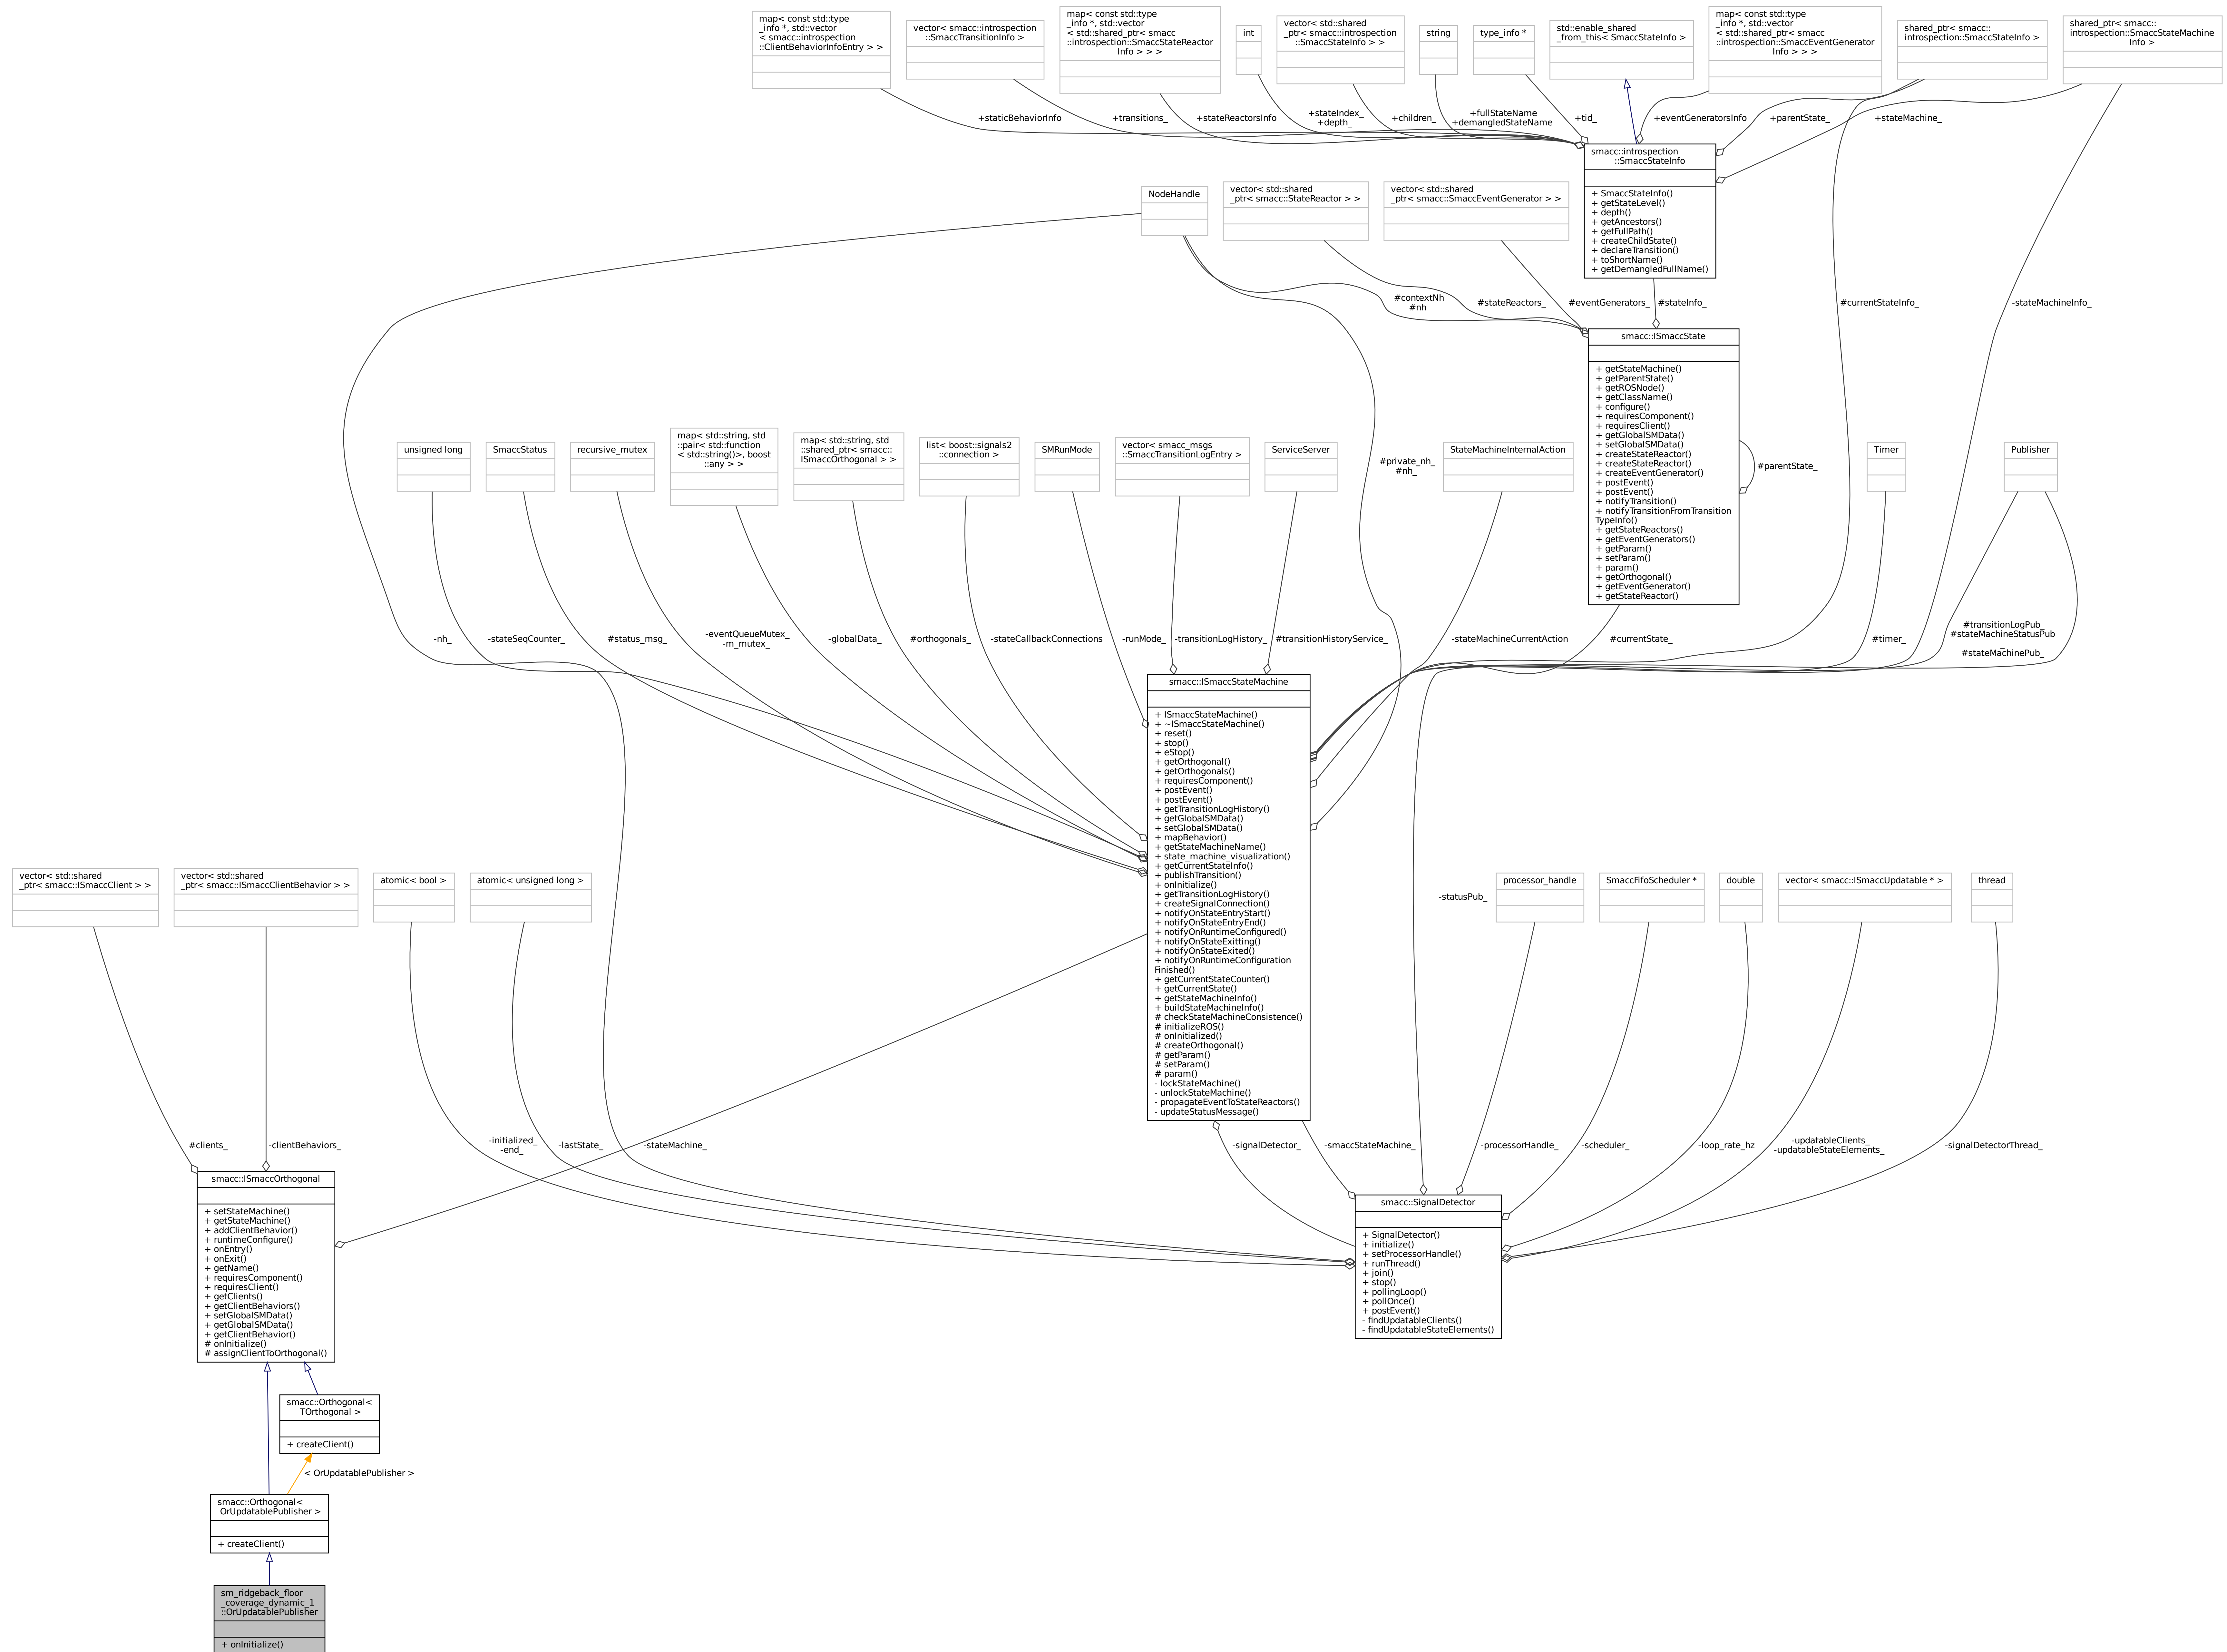 map< const std::type
_info *, std::vector
< smacc::introspection
::ClientBehaviorInfoEntry > >
vector< smacc::introspection
::SmaccTransitionInfo >
map< const std::type
_info *, std::vector
< std::shared_ptr< smacc
::introspection::SmaccStateReactor
Info > > >
int
vector< std::shared
_ptr< smacc::introspection
::SmaccStateInfo > >
string
type_info *
std::enable_shared
_from_this< SmaccStateInfo >
map< const std::type
_info *, std::vector
< std::shared_ptr< smacc
::introspection::SmaccEventGenerator
Info > > >
shared_ptr< smacc::
introspection::SmaccStateInfo >
shared_ptr< smacc::
introspection::SmaccStateMachine
Info >
+staticBehaviorInfo
+transitions_
+stateReactorsInfo
+stateIndex_
+depth_
+children_
+fullStateName
+demangledStateName
+tid_
+eventGeneratorsInfo
+parentState_
+stateMachine_
smacc::introspection
::SmaccStateInfo
+ SmaccStateInfo()
+ getStateLevel()
+ depth()
+ getAncestors()
+ getFullPath()
+ createChildState()
+ declareTransition()
+ toShortName()
+ getDemangledFullName()
NodeHandle
vector< std::shared
_ptr< smacc::StateReactor > >
vector< std::shared
_ptr< smacc::SmaccEventGenerator > >
#contextNh
#nh
#stateReactors_
#eventGenerators_
#stateInfo_
#currentStateInfo_
-stateMachineInfo_
smacc::ISmaccState
+ getStateMachine()
+ getParentState()
+ getROSNode()
+ getClassName()
+ configure()
+ requiresComponent()
+ requiresClient()
+ getGlobalSMData()
+ setGlobalSMData()
+ createStateReactor()
+ createStateReactor()
+ createEventGenerator()
+ postEvent()
+ postEvent()
+ notifyTransition()
+ notifyTransitionFromTransition
TypeInfo()
+ getStateReactors()
+ getEventGenerators()
+ getParam()
+ setParam()
+ param()
+ getOrthogonal()
+ getEventGenerator()
+ getStateReactor()
#parentState_
unsigned long
SmaccStatus
recursive_mutex
map< std::string, std
::pair< std::function
< std::string()>, boost
::any > >
map< std::string, std
::shared_ptr< smacc::
ISmaccOrthogonal > >
list< boost::signals2
::connection >
SMRunMode
vector< smacc_msgs
::SmaccTransitionLogEntry >
ServiceServer
#private_nh_
#nh_
StateMachineInternalAction
Timer
Publisher
-nh_
-stateSeqCounter_
#status_msg_
-eventQueueMutex_
-m_mutex_
-globalData_
#orthogonals_
-stateCallbackConnections
-runMode_
-transitionLogHistory_
#transitionHistoryService_
-stateMachineCurrentAction
#currentState_
#timer_
#transitionLogPub_
#stateMachineStatusPub
_
#stateMachinePub_
smacc::ISmaccStateMachine
+ ISmaccStateMachine()
+ ~ISmaccStateMachine()
+ reset()
+ stop()
+ eStop()
+ getOrthogonal()
+ getOrthogonals()
+ requiresComponent()
+ postEvent()
+ postEvent()
+ getTransitionLogHistory()
+ getGlobalSMData()
+ setGlobalSMData()
+ mapBehavior()
+ getStateMachineName()
+ state_machine_visualization()
+ getCurrentStateInfo()
+ publishTransition()
+ onInitialize()
+ getTransitionLogHistory()
+ createSignalConnection()
+ notifyOnStateEntryStart()
+ notifyOnStateEntryEnd()
+ notifyOnRuntimeConfigured()
+ notifyOnStateExitting()
+ notifyOnStateExited()
+ notifyOnRuntimeConfiguration
Finished()
+ getCurrentStateCounter()
+ getCurrentState()
+ getStateMachineInfo()
+ buildStateMachineInfo()
# checkStateMachineConsistence()
# initializeROS()
# onInitialized()
# createOrthogonal()
# getParam()
# setParam()
# param()
- lockStateMachine()
- unlockStateMachine()
- propagateEventToStateReactors()
- updateStatusMessage()
vector< std::shared
_ptr< smacc::ISmaccClient > >
vector< std::shared
_ptr< smacc::ISmaccClientBehavior > >
atomic< bool >
atomic< unsigned long >
-statusPub_
processor_handle
SmaccFifoScheduler *
double
vector< smacc::ISmaccUpdatable * >
thread
#clients_
-clientBehaviors_
-initialized_
-end_
-lastState_
-stateMachine_
-signalDetector_
-smaccStateMachine_
-processorHandle_
-scheduler_
-loop_rate_hz
-updatableClients_
-updatableStateElements_
-signalDetectorThread_
smacc::ISmaccOrthogonal
+ setStateMachine()
+ getStateMachine()
+ addClientBehavior()
+ runtimeConfigure()
+ onEntry()
+ onExit()
+ getName()
+ requiresComponent()
+ requiresClient()
+ getClients()
+ getClientBehaviors()
+ setGlobalSMData()
+ getGlobalSMData()
+ getClientBehavior()
# onInitialize()
# assignClientToOrthogonal()
smacc::SignalDetector
+ SignalDetector()
+ initialize()
+ setProcessorHandle()
+ runThread()
+ join()
+ stop()
+ pollingLoop()
+ pollOnce()
+ postEvent()
- findUpdatableClients()
- findUpdatableStateElements()
smacc::Orthogonal<
TOrthogonal >
+ createClient()
< OrUpdatablePublisher >
smacc::Orthogonal<
OrUpdatablePublisher >
+ createClient()
sm_ridgeback_floor
_coverage_dynamic_1
::OrUpdatablePublisher
+ onInitialize()